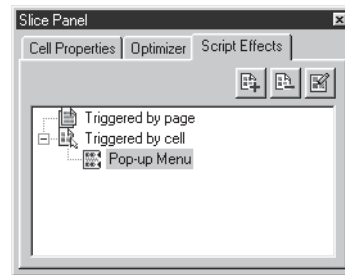 Slice Panel
Cell Properties Optimizer Script Effects
Triggered by page
Triggered by cell
Pop-up Menu